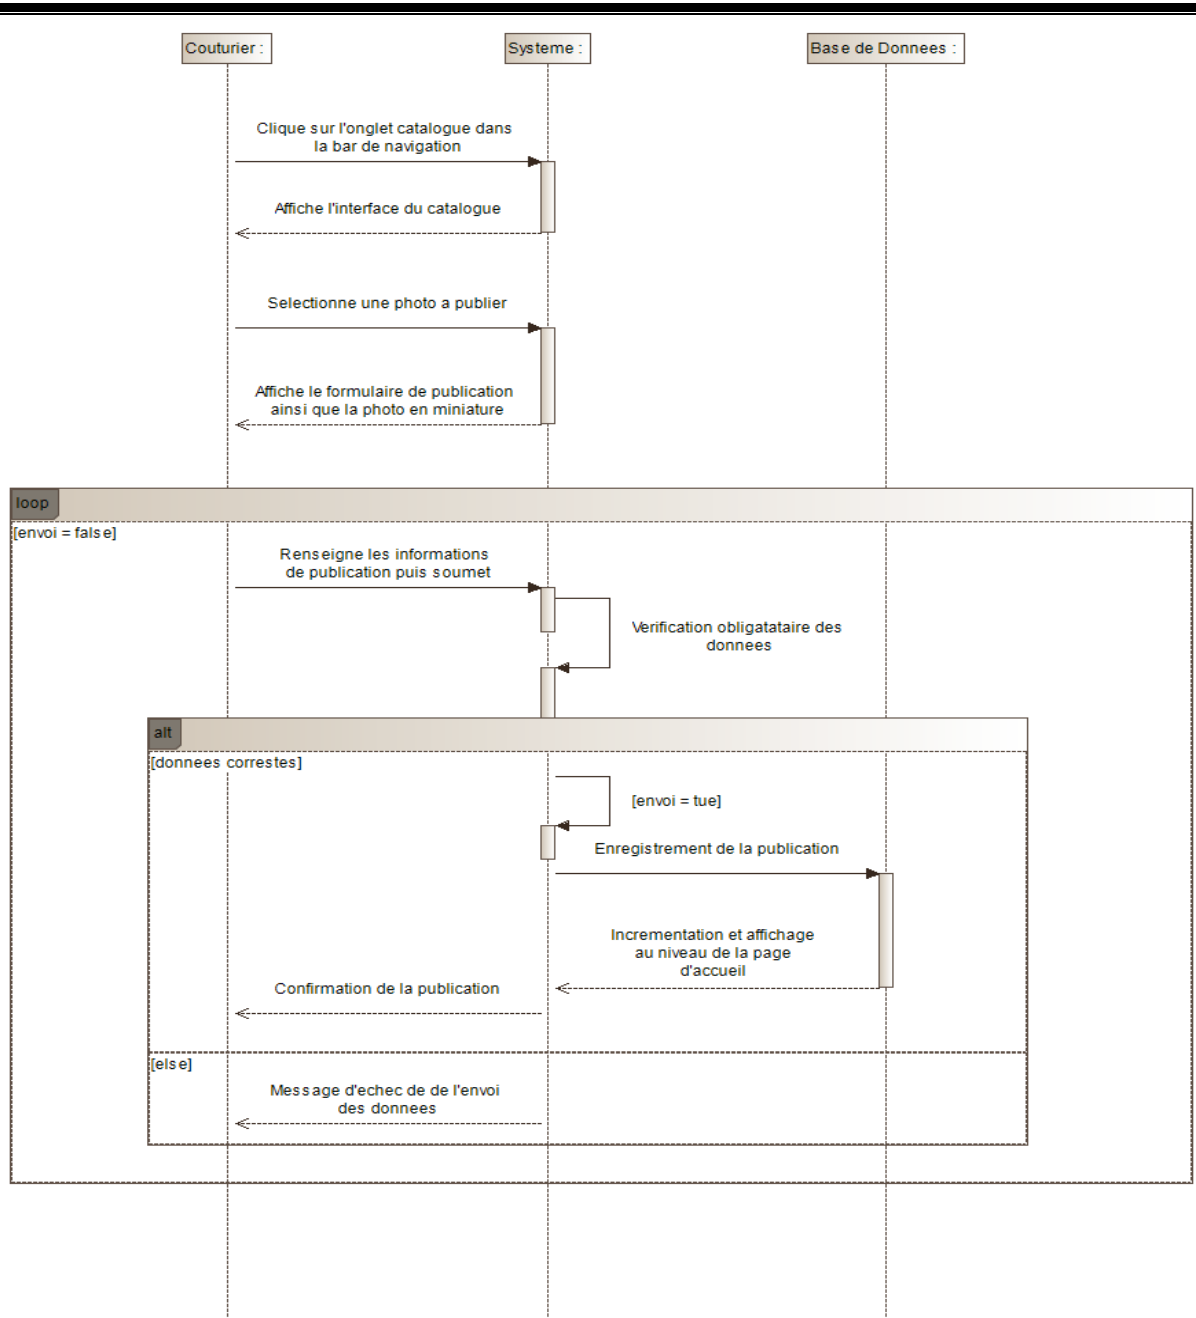 Couturier :
Systeme :
Base de Donnees :
Clique sur l'onglet catalogue dans
la bar de navigation
Affiche l'interface du catalogue
Selectionne une photo a publier
Affiche le formulaire de publication
ainsi que la photo en miniature
loop
[envoi = false]
Renseigne les informations
de publication puis soumet
Verification obligatataire des
donnees
alt
[donnees correstes]
[envoi = tue]
Enregistrement de la publication
Incrementation et affichage
au niveau de la page
d'accueil
Confirmation de la publication
[else]
Message d'echec de de l'envoi
des donnees